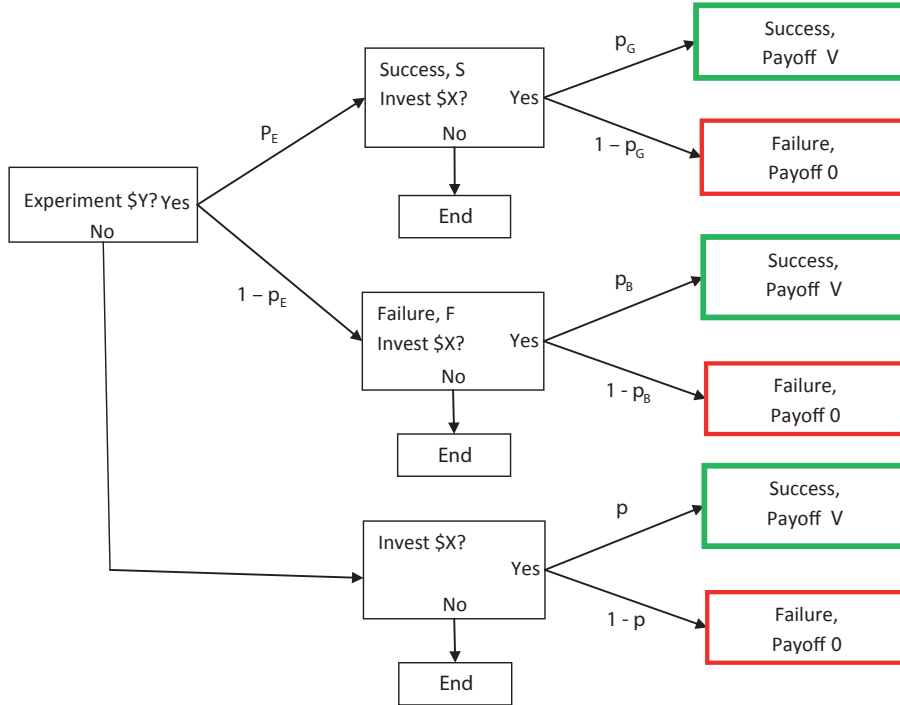 Success,
Payoff V
p_G
Success, S
Invest $X?
Yes
No
1 – p_G
Failure,
Payoff 0
P_E
End
Experiment $Y? Yes
No
Success,
Payoff V
p_B
1 – p_E
Failure, F
Invest $X?
Yes
No
1 - p_B
Failure,
Payoff 0
End
Success,
Payoff V
p
Invest $X?
Yes
No
1 - p
Failure,
Payoff 0
End